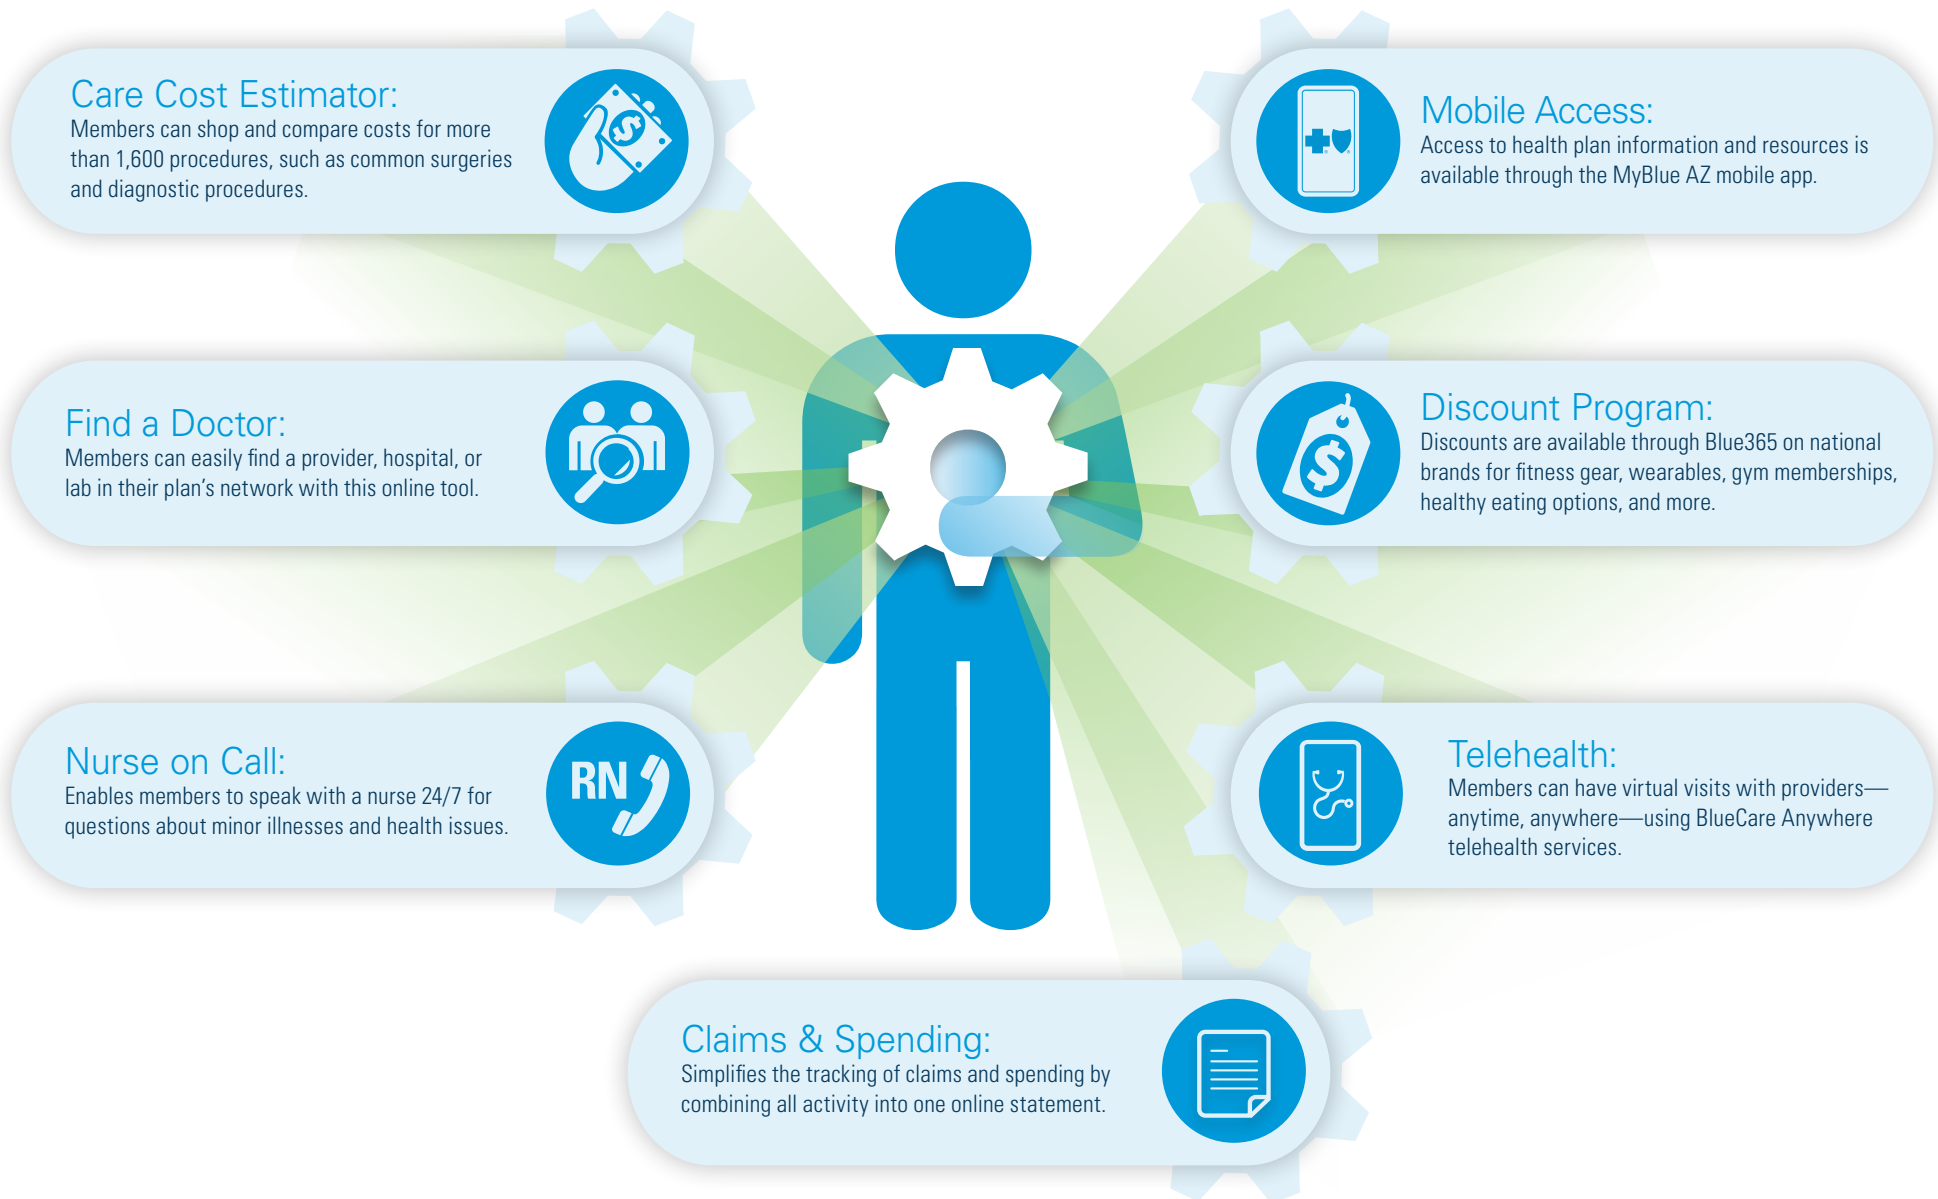 Care Cost Estimator:
Members can shop and compare costs for more
than 1,600 procedures, such as common surgeries
and diagnostic procedures.
Find a Doctor:
Members can easily find a provider, hospital, or
lab in their plan's network with this online tool.
Nurse on Call:
Enables members to speak with a nurse 24/7 for
questions about minor illnesses and health issues.
RN
Mobile Access:
Access to health plan information and resources is
available through the MyBlue AZ mobile app.
Discount Program:
Discounts are available through Blue365 on national
brands for fitness gear, wearables, gym memberships,
healthy eating options, and more.
Telehealth:
Members can have virtual visits with providers—
anytime, anywhere—using BlueCare Anywhere
telehealth services.
Claims & Spending:
Simplifies the tracking of claims and spending by
combining all activity into one online statement.